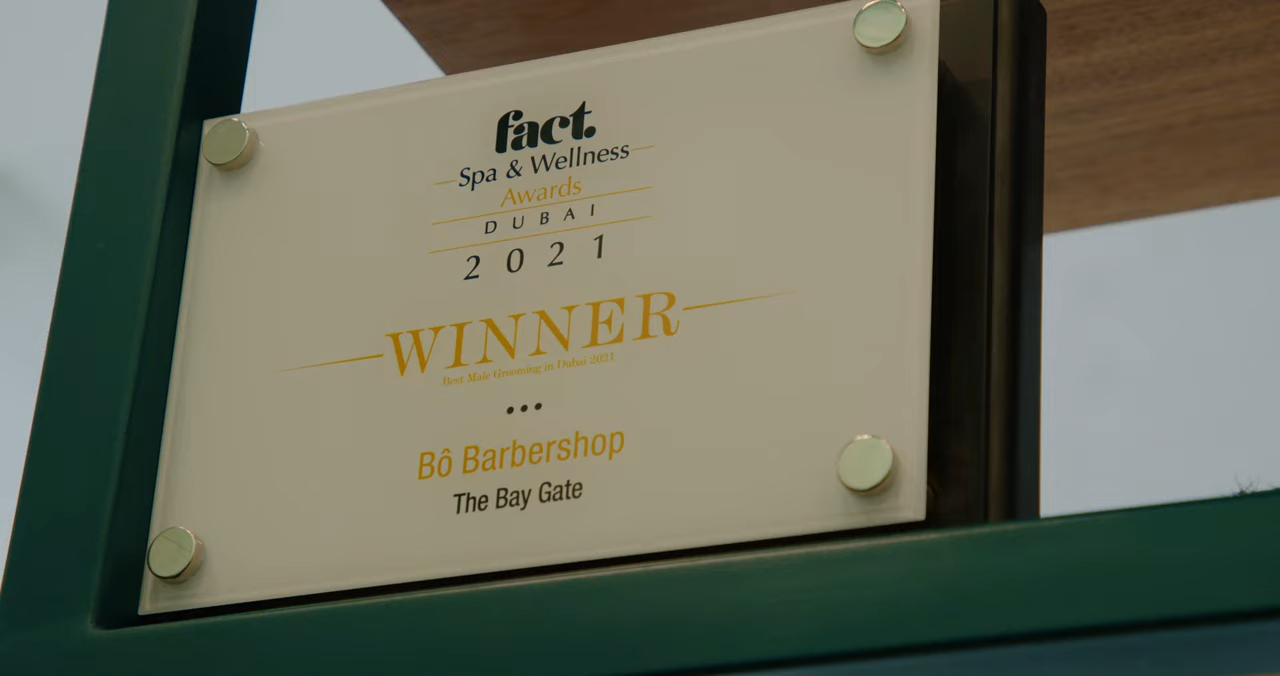 fact.
Spa & Wellness
Awards
DUBAI
2021
WINNER
Best Male Grooming in Dubai 2021
Bô Barbershop
The Bay Gate